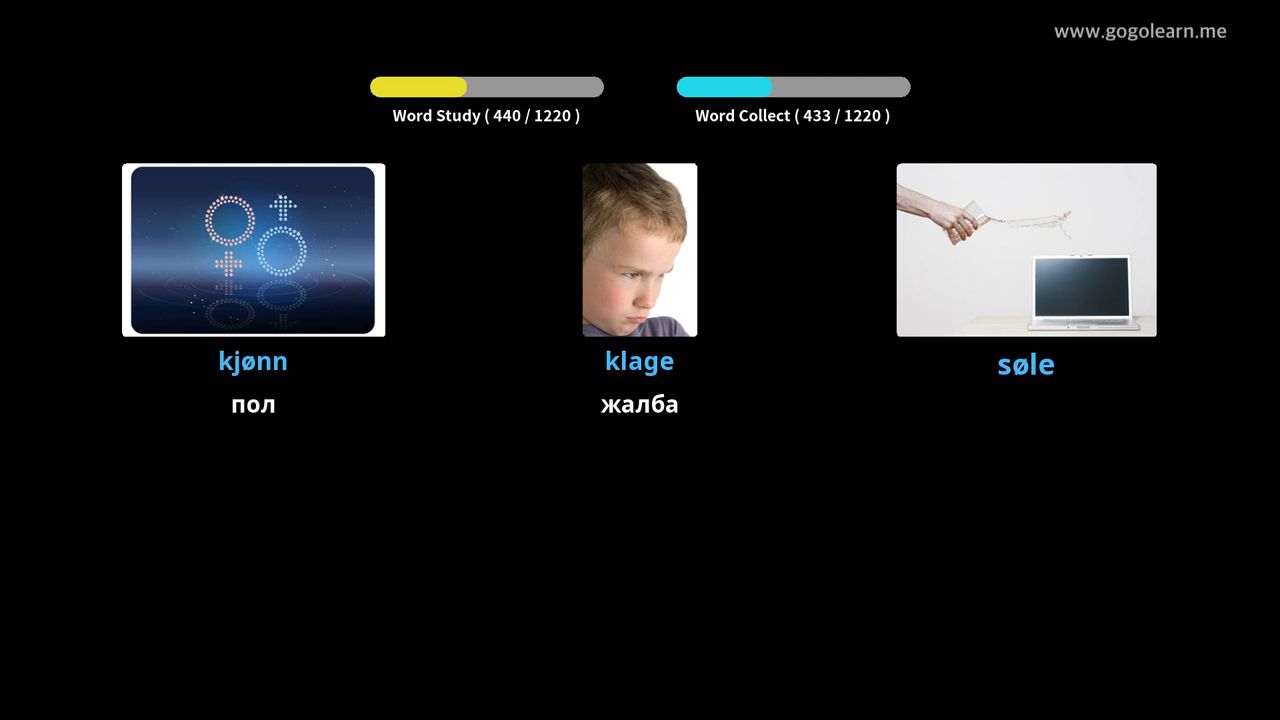 www.gogolearn.me
Word Study ( 440 / 1220 )
Word Collect ( 433 / 1220 )
kjønn
klage
søle
пол
жалба